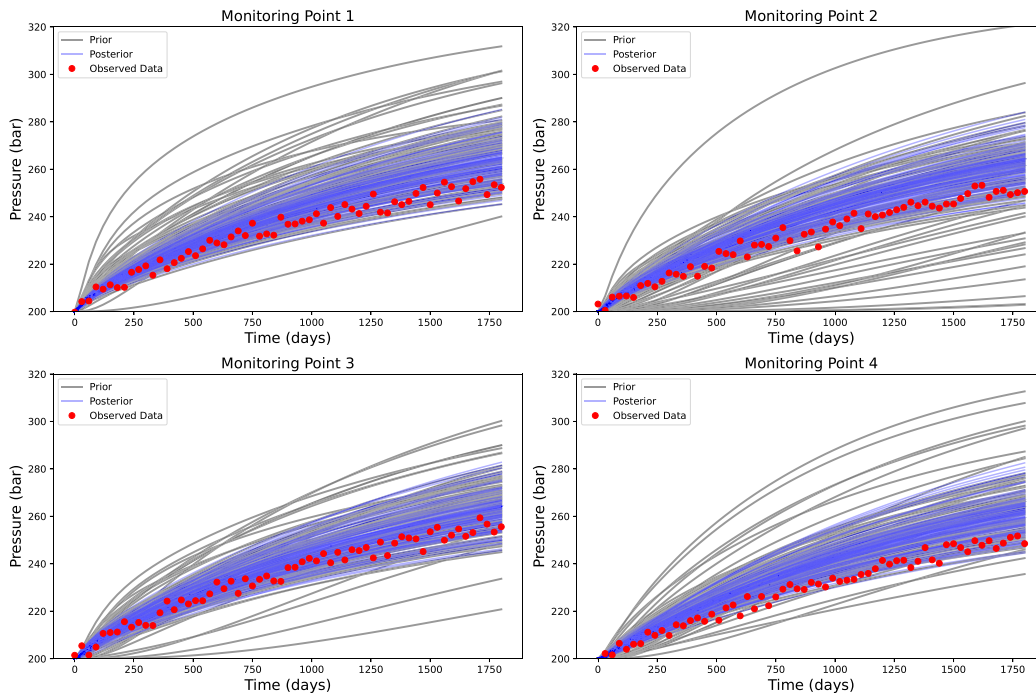 Monitoring Point 1
Pressure (bar)
320
300
280
260
240
220
200
Prior
Posterior
Observed Data
0 250 500 750 1000 1250 1500 1750
Time (days)
Monitoring Point 2
Pressure (bar)
320
300
280
260
240
220
200
Prior
Posterior
Observed Data
0 250 500 750 1000 1250 1500 1750
Time (days)
Monitoring Point 3
Pressure (bar)
320
300
280
260
240
220
200
Prior
Posterior
Observed Data
0 250 500 750 1000 1250 1500 1750
Time (days)
Monitoring Point 4
Pressure (bar)
320
300
280
260
240
220
200
Prior
Posterior
Observed Data
0 250 500 750 1000 1250 1500 1750
Time (days)